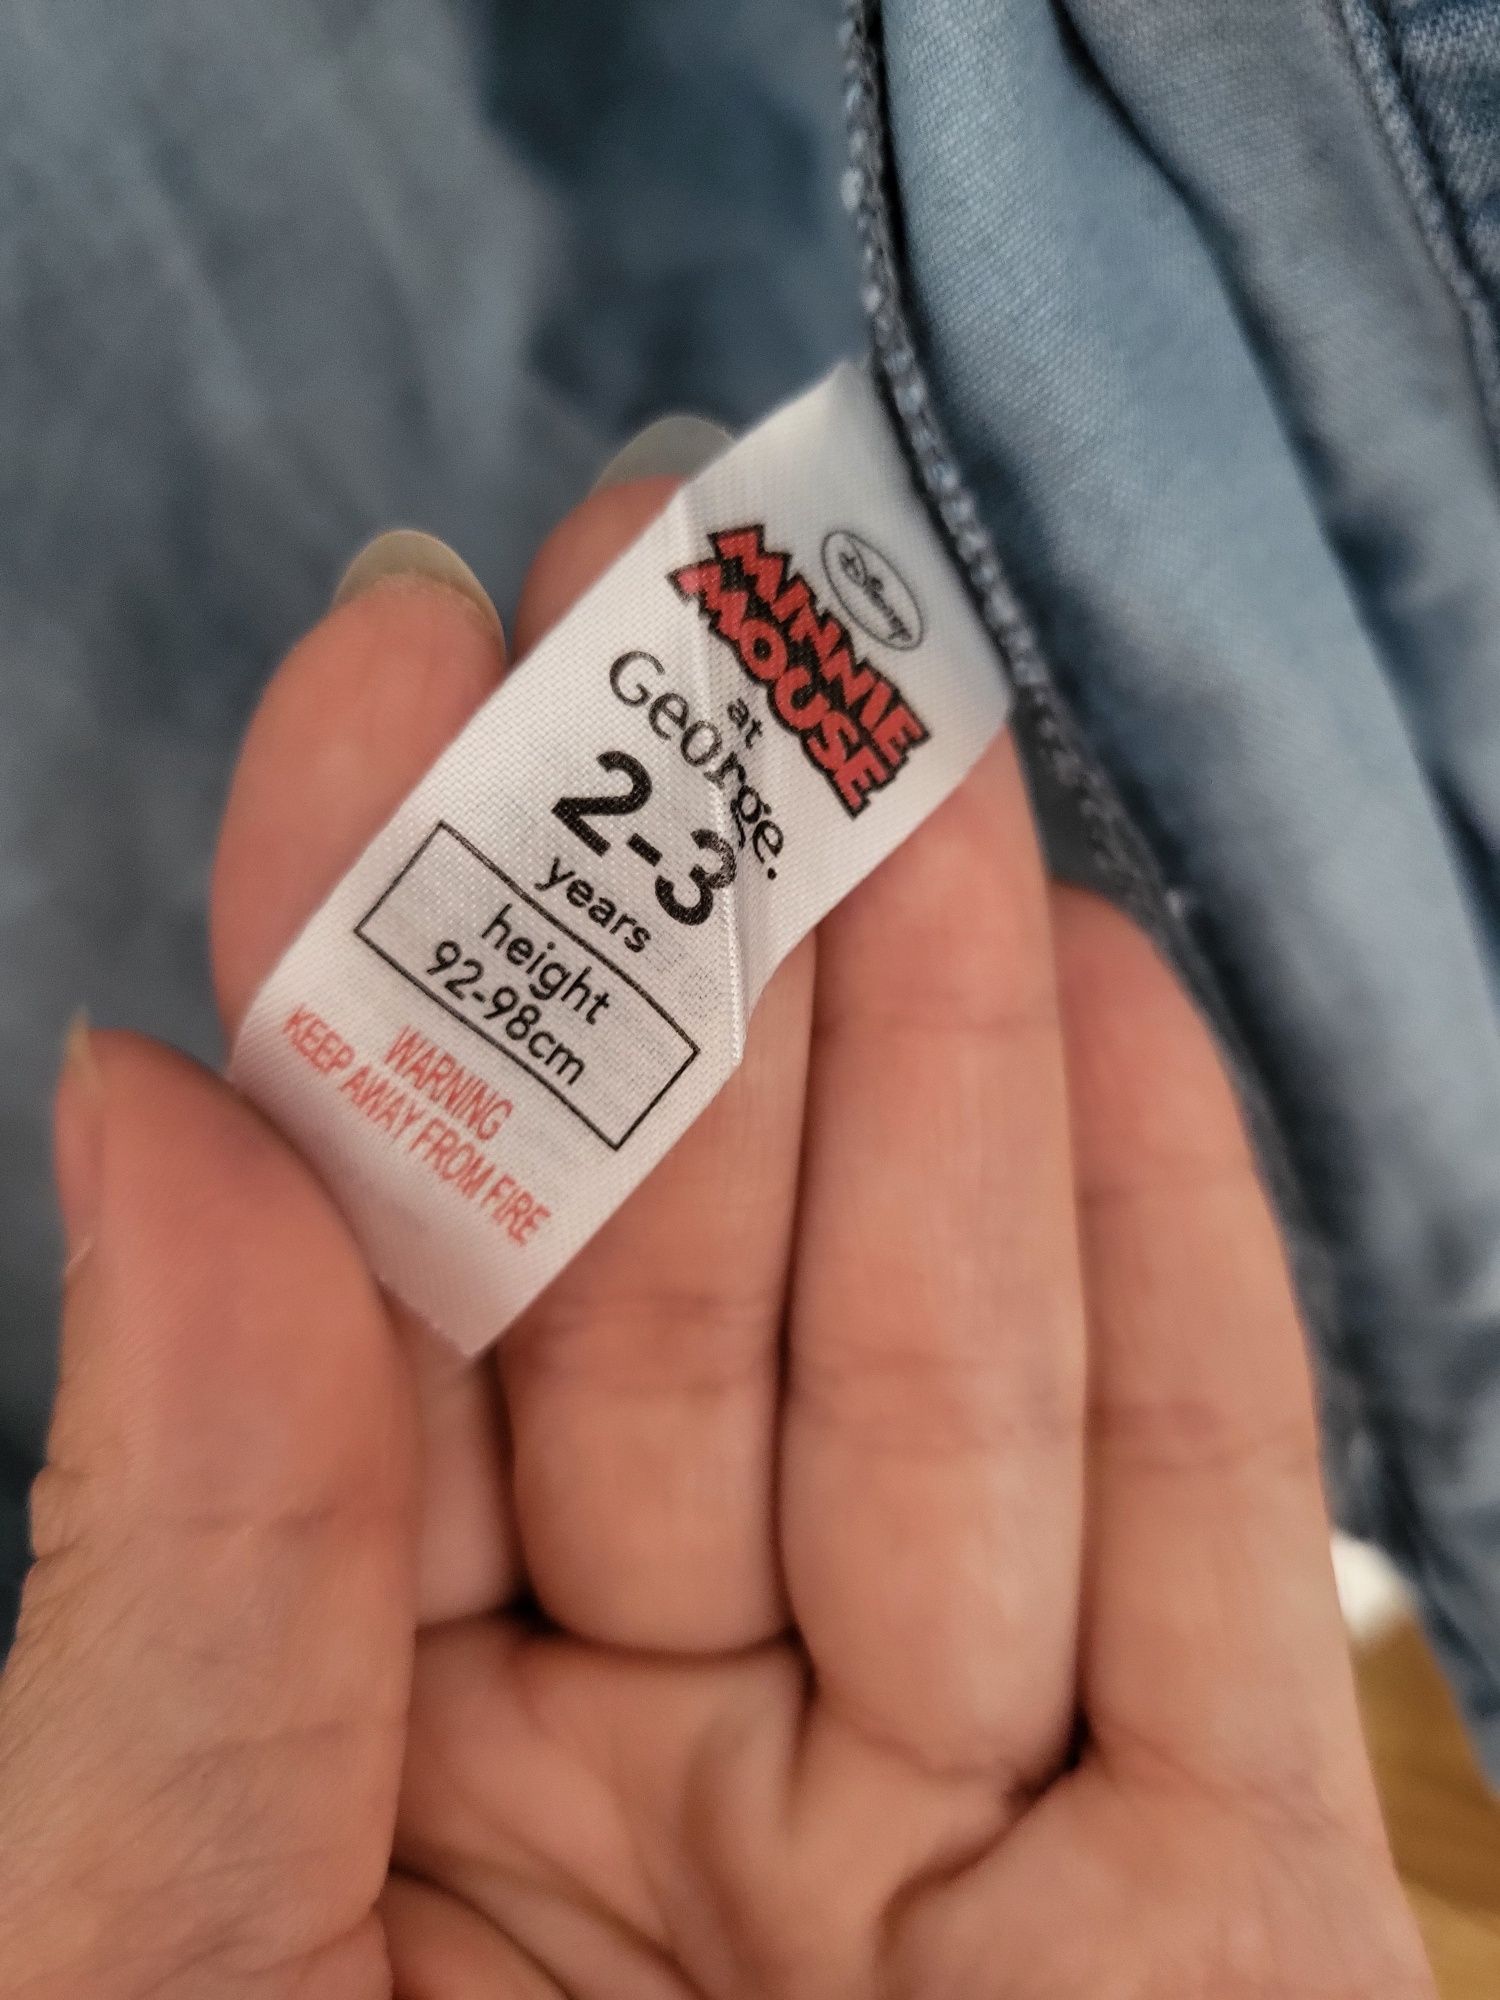 Disney
MINNIE
MOUSE
at
George.
2-3
years
height
92-98cm
WARNING
KEEP AWAY FROM FIRE